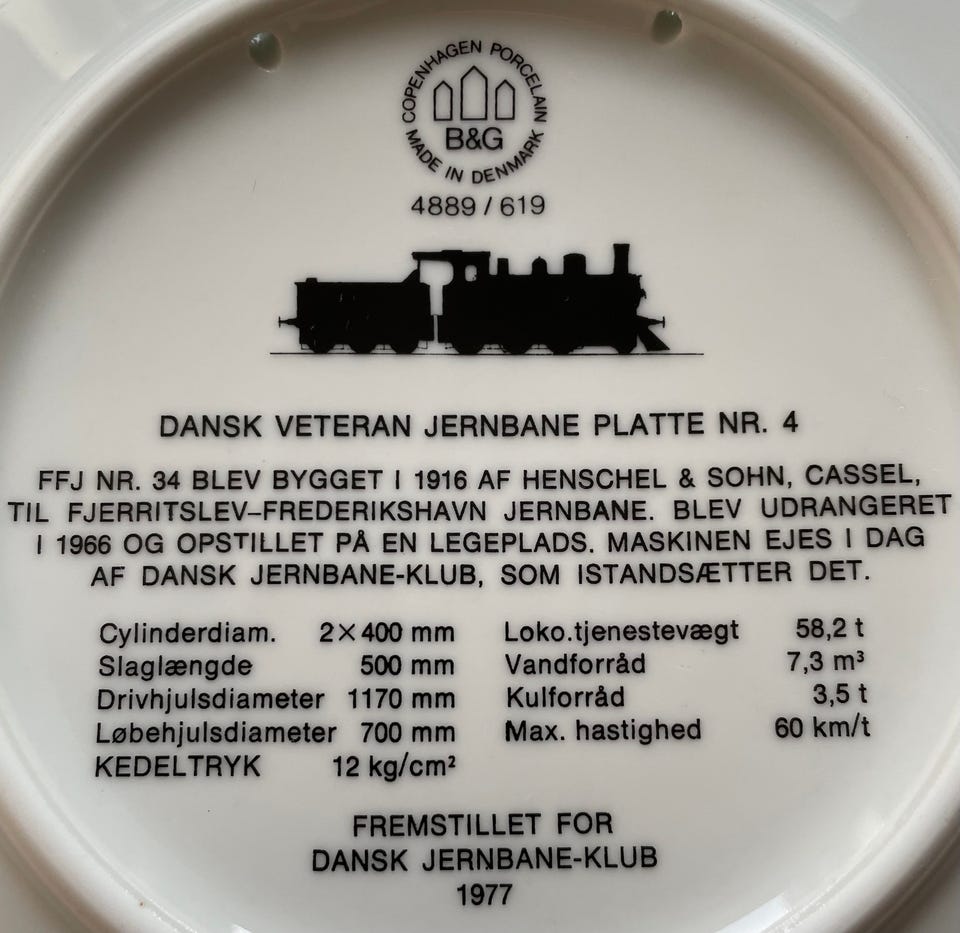 COPENHAGEN PORCELAIN
B&G
MADE IN DENMARK
4889 / 619
DANSK VETERAN JERNBANE PLATTE NR. 4
FFJ NR. 34 BLEV BYGGET I 1916 AF HENSCHEL & SOHN, CASSEL,
TIL FJERRITSLEV–FREDERIKSHAVN JERNBANE. BLEV UDRANGERET
I 1966 OG OPSTILLET PÅ EN LEGEPLADS. MASKINEN EJES I DAG
AF DANSK JERNBANE-KLUB, SOM ISTANDSÆTTER DET.
Cylinderdiam. 2×400 mm Loko.tjenestevægt 58,2 t
Slaglængde 500 mm Vandforråd 7,3 m³
Drivhjulsdiameter 1170 mm Kulforråd 3,5 t
Løbehjulsdiameter 700 mm Max. hastighed 60 km/t
KEDELTRYK 12 kg/cm²
FREMSTILLET FOR
DANSK JERNBANE-KLUB
1977